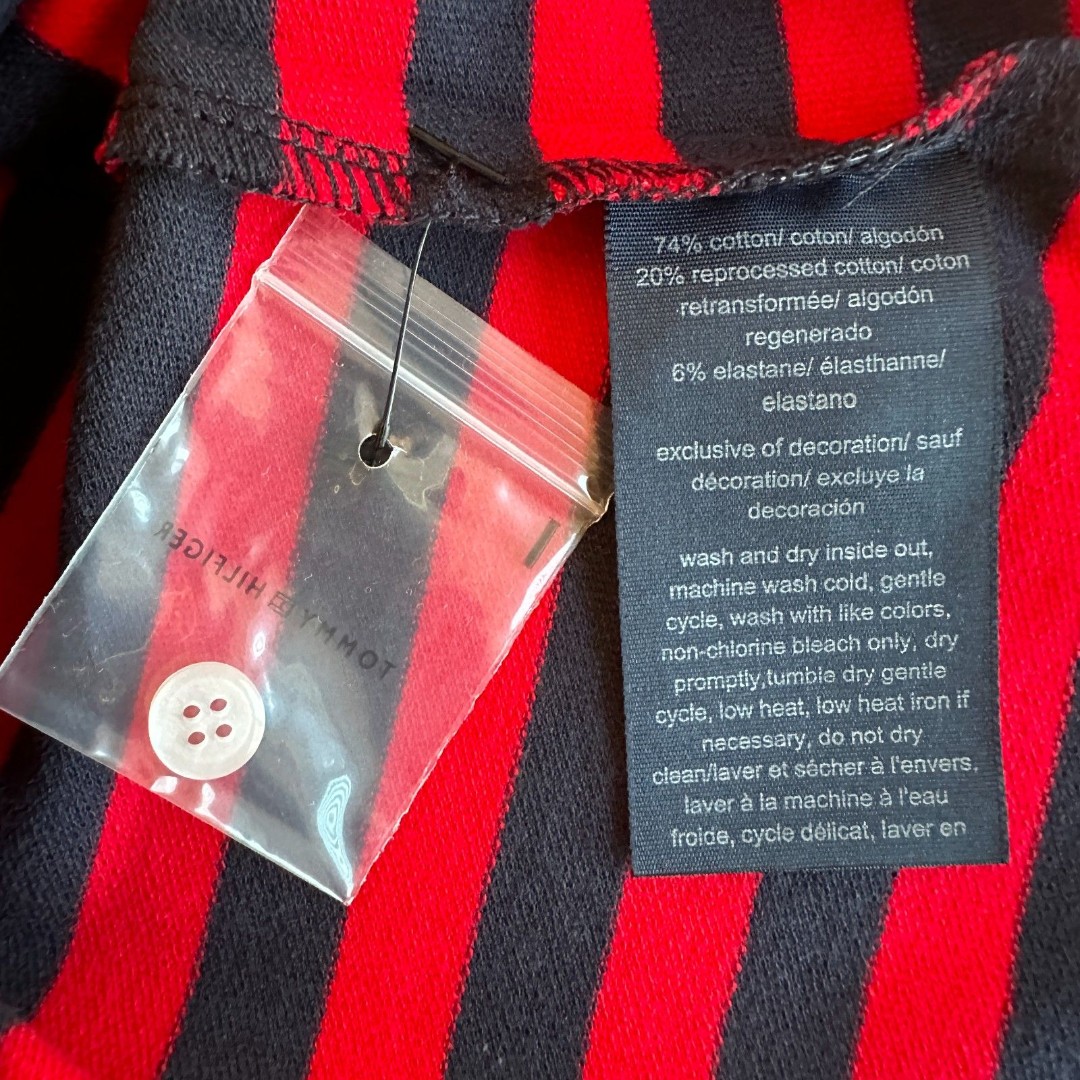 74% cotton/ coton/ algodón
20% reprocessed cotton/ coton
retransformée/ algodón
regenerado
6% elastane/ élasthanne/
elastano
exclusive of decoration/ sauf
décoration/ excluye la
decoración
wash and dry inside out,
machine wash cold, gentle
cycle, wash with like colors,
non-chlorine bleach only, dry
promptly,tumble dry gentle
cycle, low heat, low heat iron if
necessary, do not dry
clean/laver et sécher à l'envers,
laver à la machine à l'eau
froide, cycle délicat, laver en
TOMMY HILFIGER